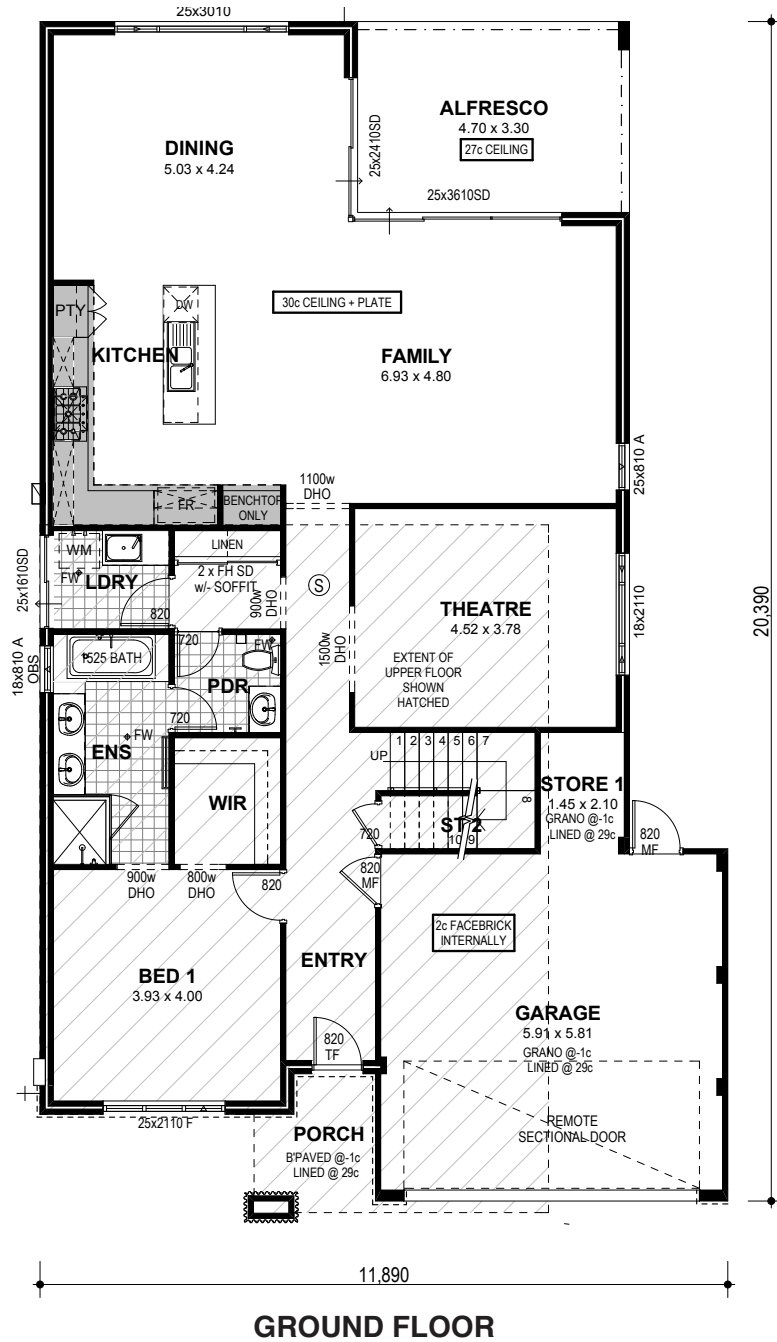 25x3010
ALFRESCO
4.70 x 3.30
27c CEILING
DINING
5.03 x 4.24
25x2410SD
25x3610SD
30c CEILING + PLATE
PTY
DW
KITCHEN
FAMILY
6.93 x 4.80
25x810 A
1100w
DHO
FR
BENCHTOP
ONLY
WM
FW
LDRY
820
25x1610SD
LINEN
2 x FH SD
w/- SOFFIT
900w
DHO
S
1500w
DHO
THEATRE
4.52 x 3.78
EXTENT OF
UPPER FLOOR
SHOWN
HATCHED
18x2110
20,390
18x810 A
OBS
1525 BATH
720
FW
PDR
720
FW
ENS
WIR
UP
1 2 3 4 5 6 7
8
10 9
ST 2
720
STORE 1
1.45 x 2.10
GRANO @-1c
LINED @ 29c
820
MF
820
MF
900w
DHO
800w
DHO
820
2c FACEBRICK
INTERNALLY
BED 1
3.93 x 4.00
ENTRY
GARAGE
5.91 x 5.81
GRANO @-1c
LINED @ 29c
820
TF
25x2110 F
PORCH
B'PAVED @-1c
LINED @ 29c
REMOTE
SECTIONAL DOOR
11,890
GROUND FLOOR